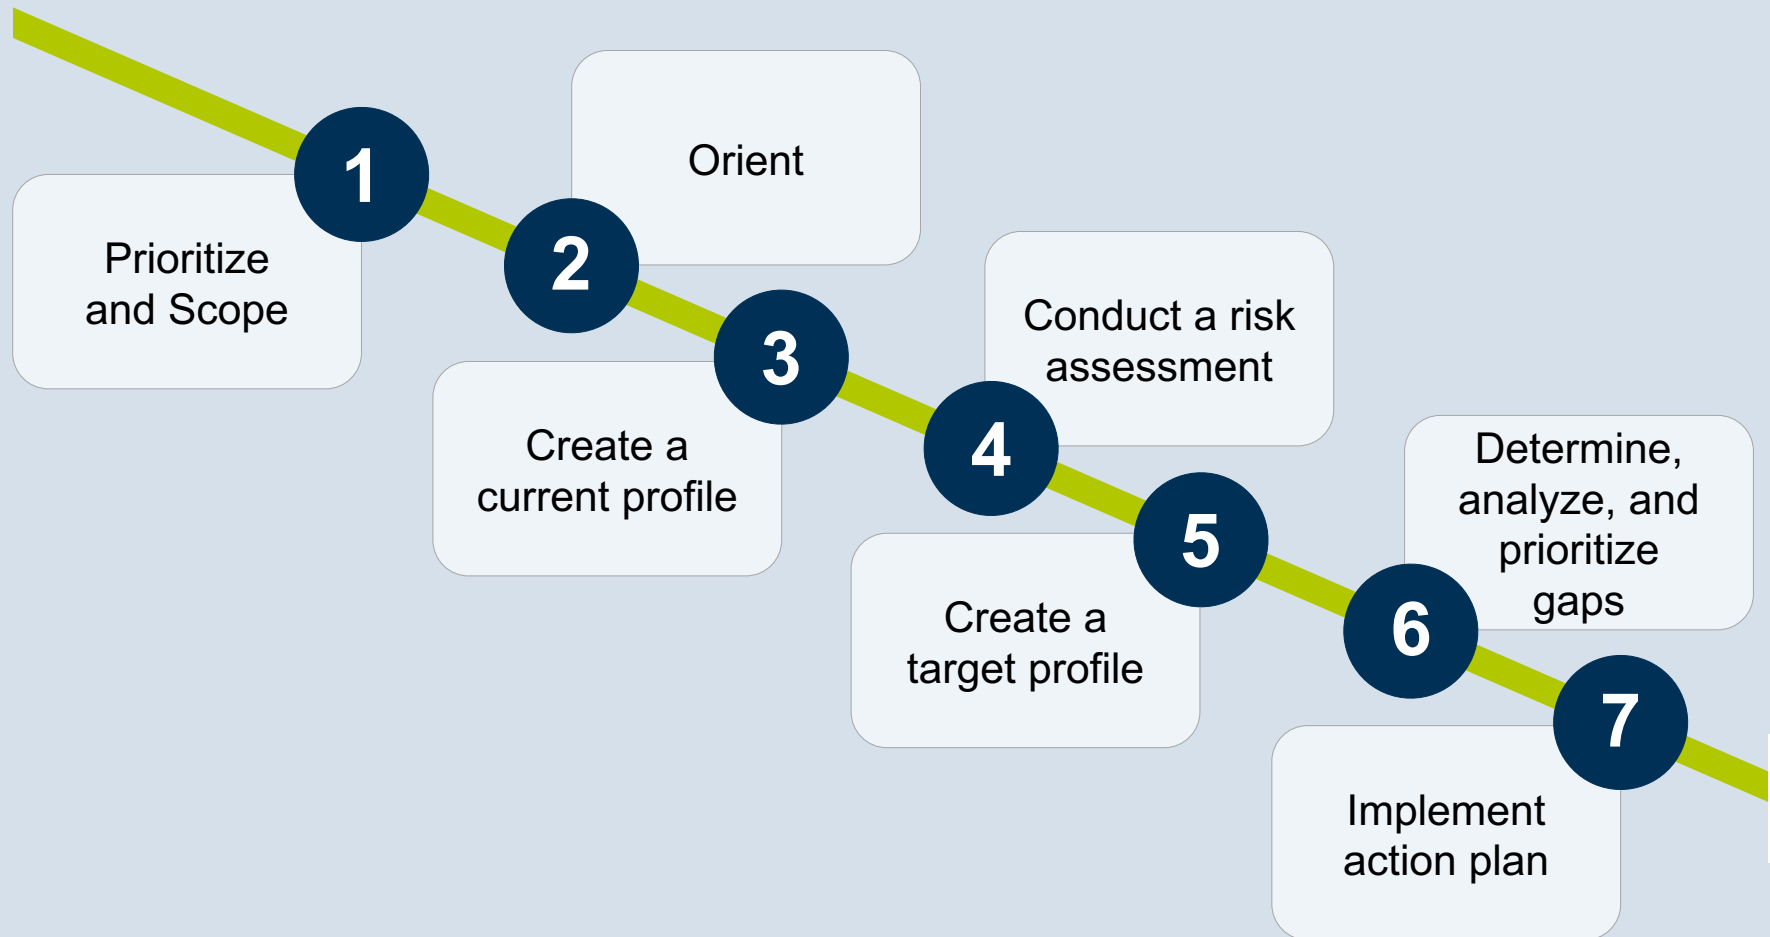 1
Prioritize
and Scope
2
Orient
3
Create a
current profile
4
Conduct a risk
assessment
5
Create a
target profile
6
Determine,
analyze, and
prioritize
gaps
7
Implement
action plan